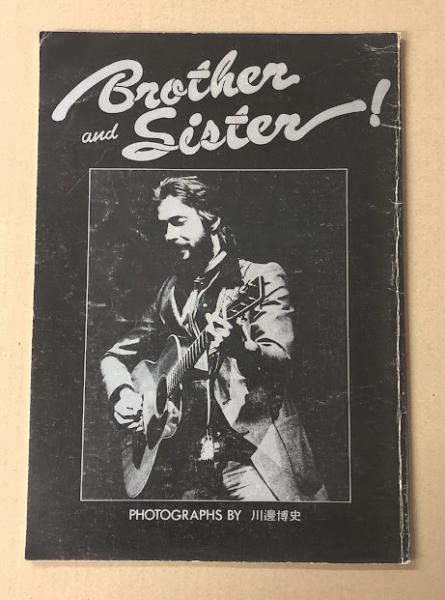 Brother
and Sister!
PHOTOGRAPHS BY 川邊博史